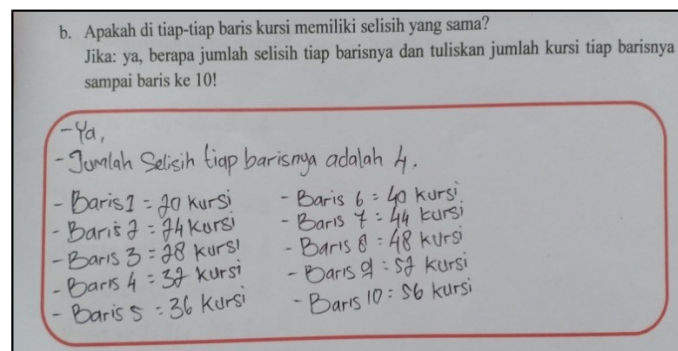 b. Apakah di tiap-tiap baris kursi memiliki selisih yang sama?
Jika: ya, berapa jumlah selisih tiap barisnya dan tuliskan jumlah kursi tiap barisnya
sampai baris ke 10!
- Ya,
- Jumlah Selisih tiap barisnya adalah 4.
- Baris 1 = 20 Kursi
- Baris 2 = 24 Kursi
- Baris 3 = 28 Kursi
- Baris 4 = 32 Kursi
- Baris 5 = 36 Kursi
- Baris 6 = 40 Kursi
- Baris 7 = 44 kursi
- Baris 8 = 48 kursi
- Baris 9 = 52 Kursi
- Baris 10 = 56 kursi